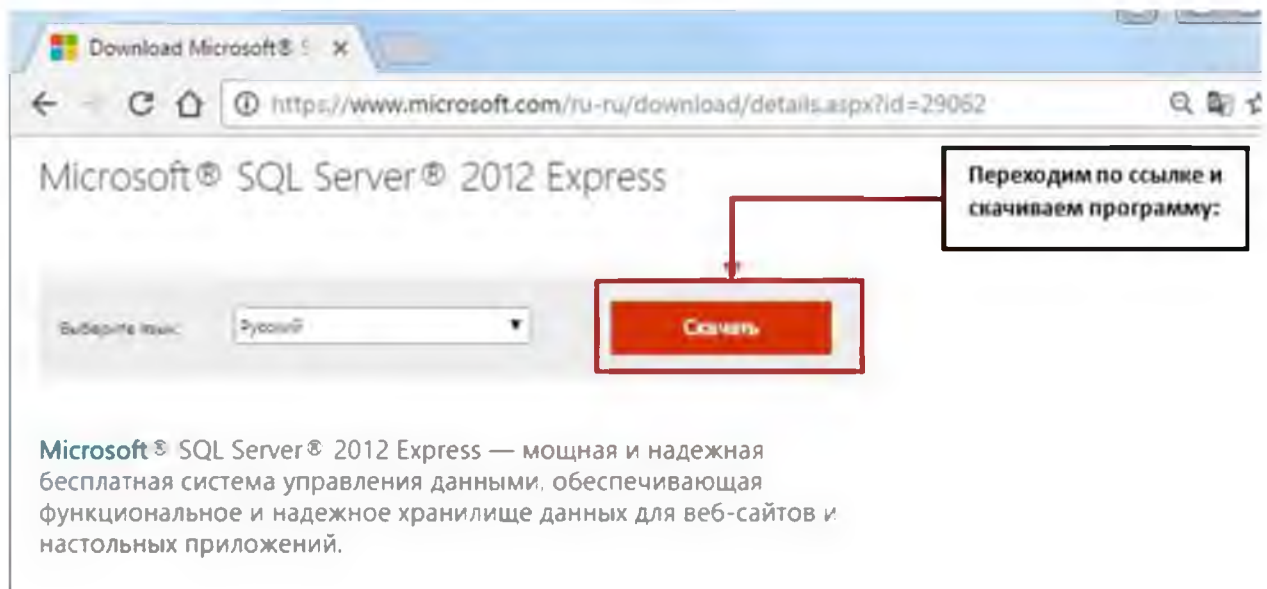 Download Microsoft® S
https://www.microsoft.com/ru-ru/download/details.aspx?id=29062
Microsoft® SQL Server® 2012 Express
Переходим по ссылке и
скачиваем программу:
Выберите язык:
Русский
Скачать
Microsoft® SQL Server® 2012 Express — мощная и надежная
бесплатная система управления данными, обеспечивающая
функциональное и надежное хранилище данных для веб-сайтов и
настольных приложений.